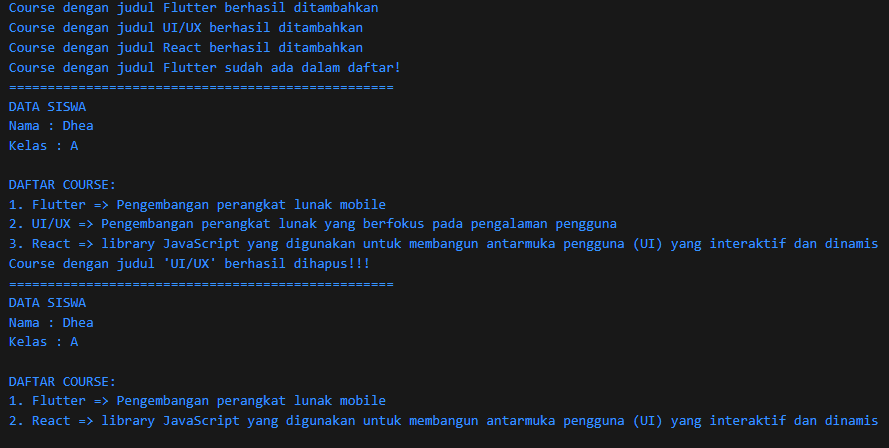 Course dengan judul Flutter berhasil ditambahkan
Course dengan judul UI/UX berhasil ditambahkan
Course dengan judul React berhasil ditambahkan
Course dengan judul Flutter sudah ada dalam daftar!
==================================================
DATA SISWA
Nama : Dhea
Kelas : A

DAFTAR COURSE:
1. Flutter => Pengembangan perangkat lunak mobile
2. UI/UX => Pengembangan perangkat lunak yang berfokus pada pengalaman pengguna
3. React => library JavaScript yang digunakan untuk membangun antarmuka pengguna (UI) yang interaktif dan dinamis
Course dengan judul 'UI/UX' berhasil dihapus!!!
==================================================
DATA SISWA
Nama : Dhea
Kelas : A

DAFTAR COURSE:
1. Flutter => Pengembangan perangkat lunak mobile
2. React => library JavaScript yang digunakan untuk membangun antarmuka pengguna (UI) yang interaktif dan dinamis